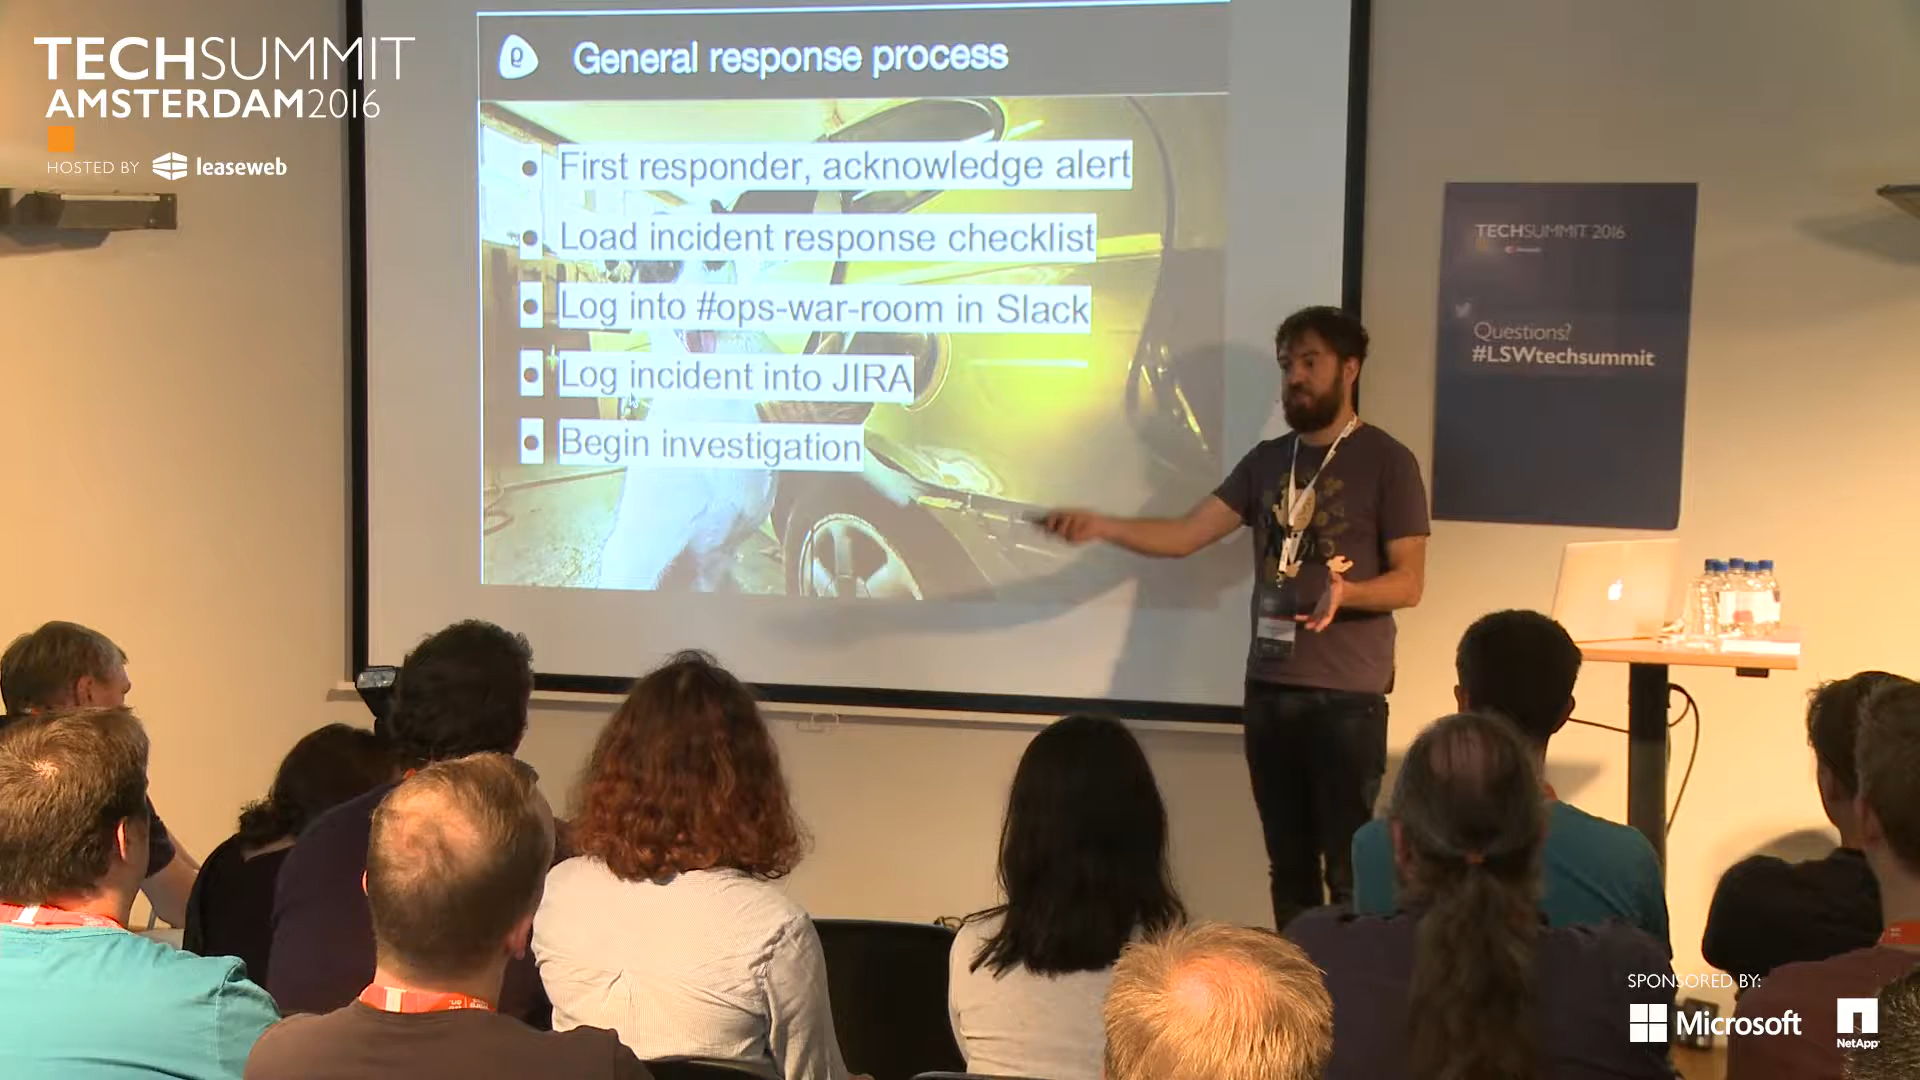 TECHSUMMIT
AMSTERDAM2016
HOSTED BY leaseweb
General response process
• First responder, acknowledge alert
• Load incident response checklist
• Log into #ops-war-room in Slack
• Log incident into JIRA
• Begin investigation
TECHSUMMIT 2016
Questions?
#LSWtechsummit
SPONSORED BY:
Microsoft
NetApp